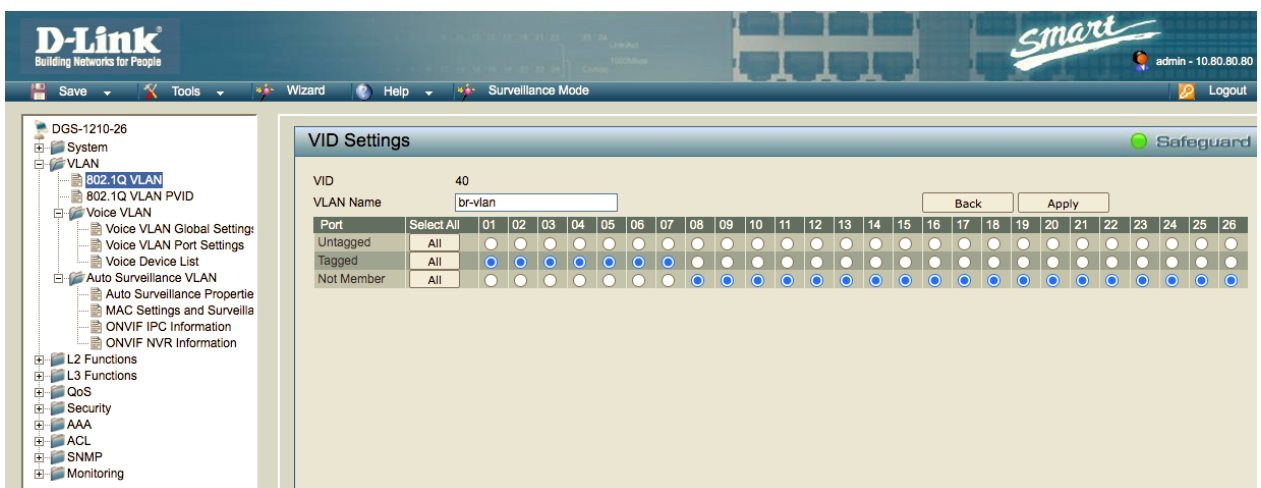 D-Link
Building Networks for People
smart
admin - 10.80.80.80
Save Tools Wizard Help Surveillance Mode Logout
DGS-1210-26
System
VLAN
802.1Q VLAN
802.1Q VLAN PVID
Voice VLAN
Voice VLAN Global Settings
Voice VLAN Port Settings
Voice Device List
Auto Surveillance VLAN
Auto Surveillance Propertie
MAC Settings and Surveilla
ONVIF IPC Information
ONVIF NVR Information
L2 Functions
L3 Functions
QoS
Security
AAA
ACL
SNMP
Monitoring
VID Settings Safeguard
VID 40
VLAN Name br-vlan Back Apply
Port Select All 01 02 03 04 05 06 07 08 09 10 11 12 13 14 15 16 17 18 19 20 21 22 23 24 25 26
Untagged All
Tagged All
Not Member All